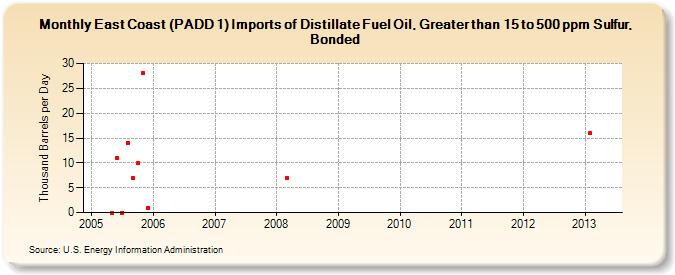 Monthly East Coast (PADD 1) Imports of Distillate Fuel Oil, Greater than 15 to 500 ppm Sulfur,
Bonded
Thousand Barrels per Day
30
25
20
15
10
5
0
2005 2006 2007 2008 2009 2010 2011 2012 2013
Source: U.S. Energy Information Administration